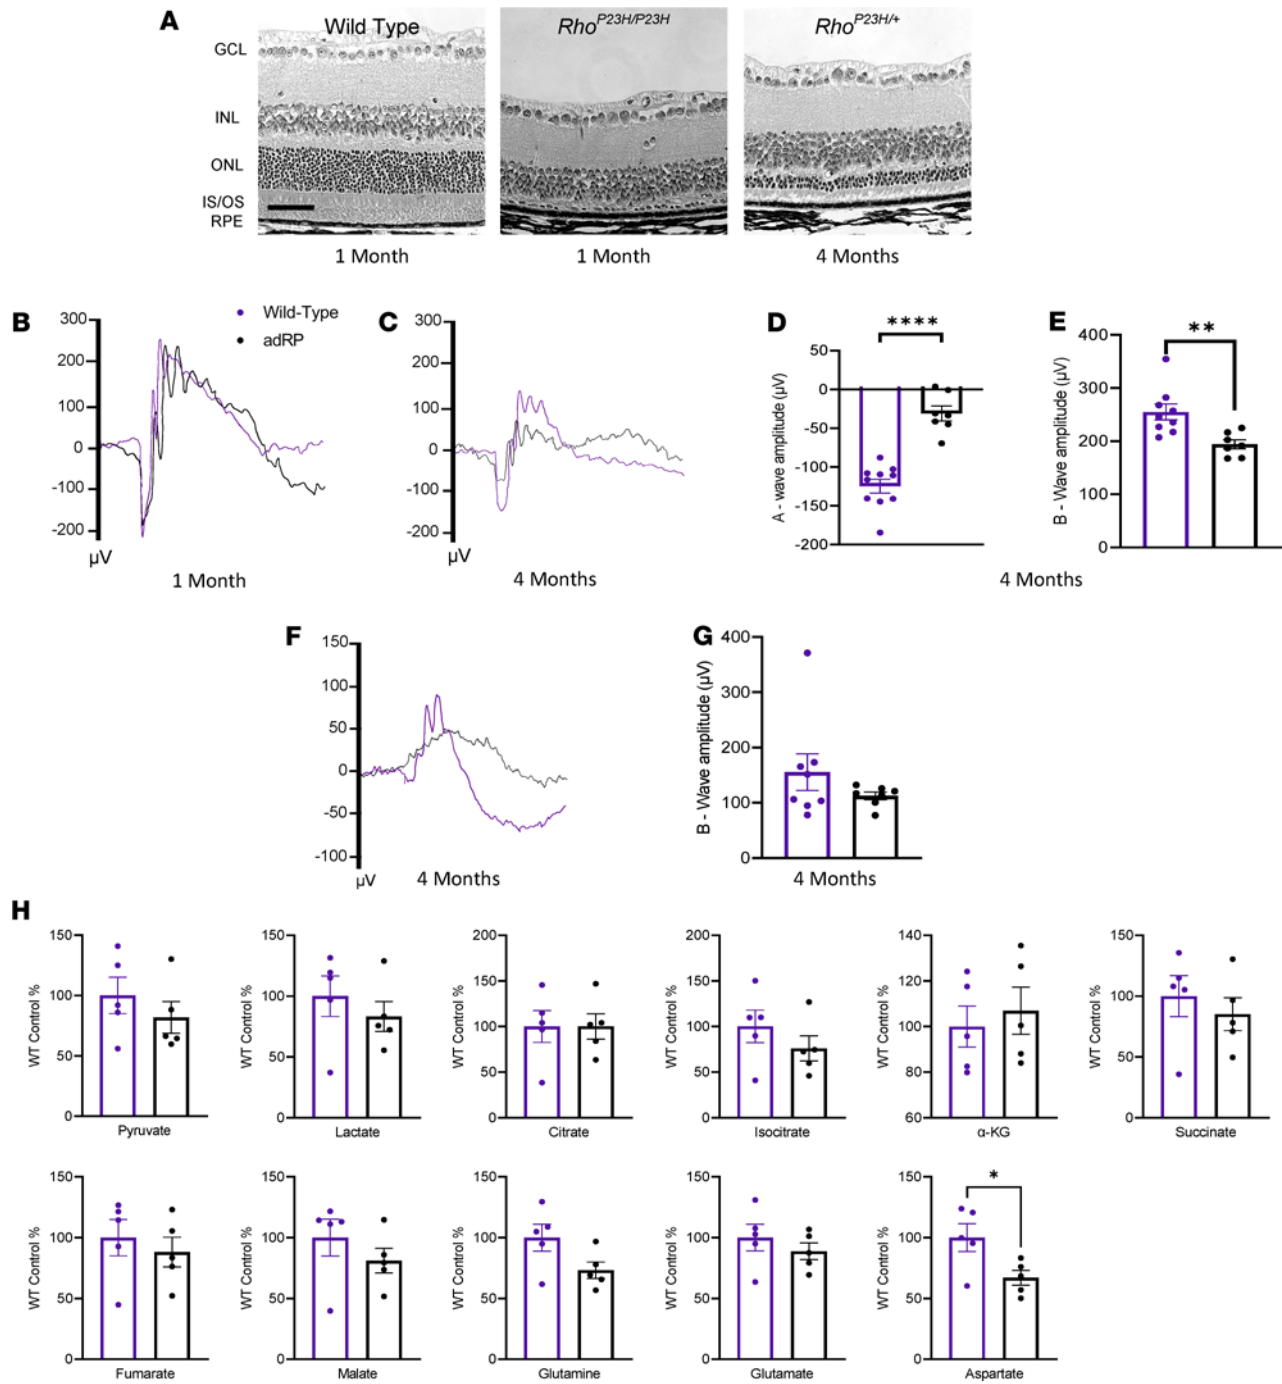 A
Wild Type
Rho^P23H/P23H
Rho^P23H/+
GCL
INL
ONL
IS/OS
RPE
1 Month
1 Month
4 Months
B
300
200
100
0
-100
-200
µV
1 Month
Wild-Type
adRP
C
300
200
100
0
-100
-200
µV
4 Months
D
****
A - wave amplitude (µV)
50
0
-50
-100
-150
-200
E
**
B - Wave amplitude (µV)
400
300
200
100
0
4 Months
F
150
100
50
0
-50
-100
µV
4 Months
G
B - Wave amplitude (µV)
400
300
200
100
0
4 Months
H
WT Control %
150
100
50
0
Pyruvate
WT Control %
150
100
50
0
Lactate
WT Control %
200
150
100
50
0
Citrate
WT Control %
200
150
100
50
0
Isocitrate
WT Control %
140
120
100
80
60
α-KG
WT Control %
150
100
50
0
Succinate
WT Control %
150
100
50
0
Fumarate
WT Control %
150
100
50
0
Malate
WT Control %
150
100
50
0
Glutamine
WT Control %
150
100
50
0
Glutamate
WT Control %
150
100
50
0
*
Aspartate